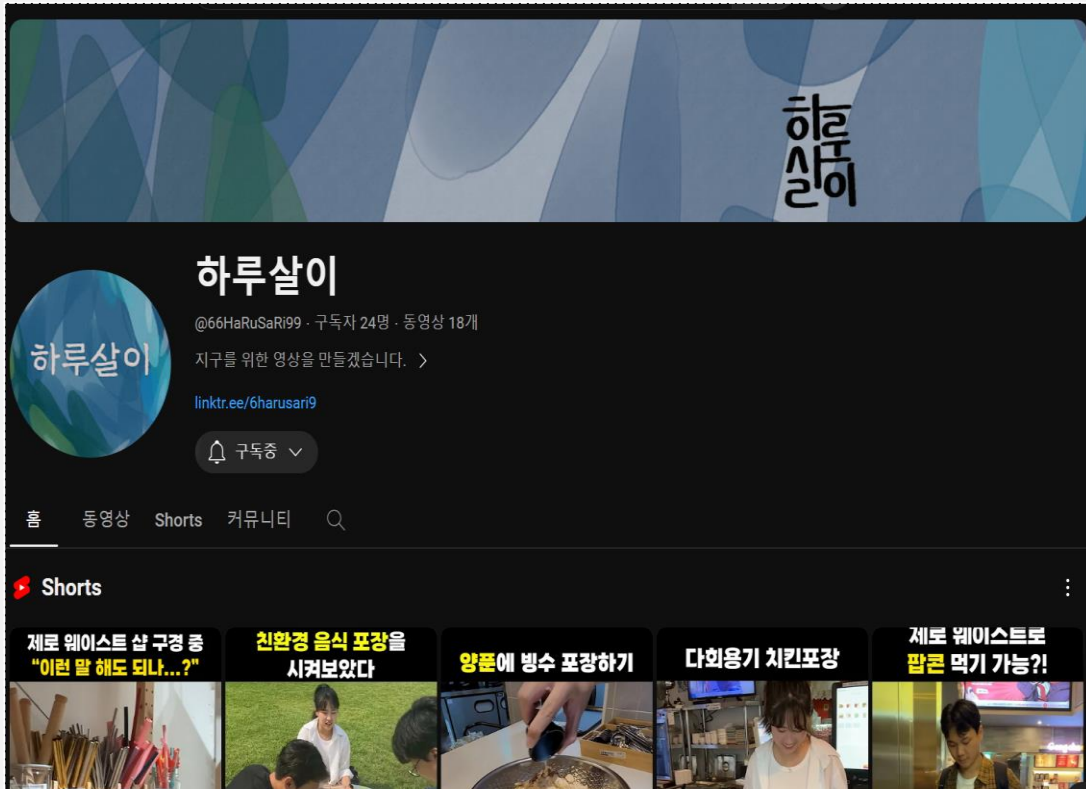 하루
살이
하루살이
하루살이
@66HaRuSaRi99 · 구독자 24명 · 동영상 18개
지구를 위한 영상을 만들겠습니다.
linktr.ee/6harusari9
구독중
홈 동영상 Shorts 커뮤니티
Shorts
제로 웨이스트 샵 구경 중
“이런 말 해도 되나...?”
친환경 음식 포장을
시켜보았다
양푼에 빙수 포장하기
다회용기 치킨포장
제로 웨이스트로
팝콘 먹기 가능?!